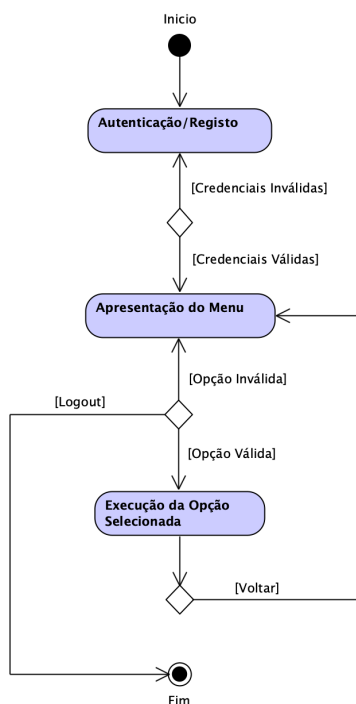 Inicio
Autenticação/Registo
[Credenciais Inválidas]
[Credenciais Válidas]
Apresentação do Menu
[Opção Inválida]
[Logout]
[Opção Válida]
Execução da Opção
Selecionada
[Voltar]
Fim